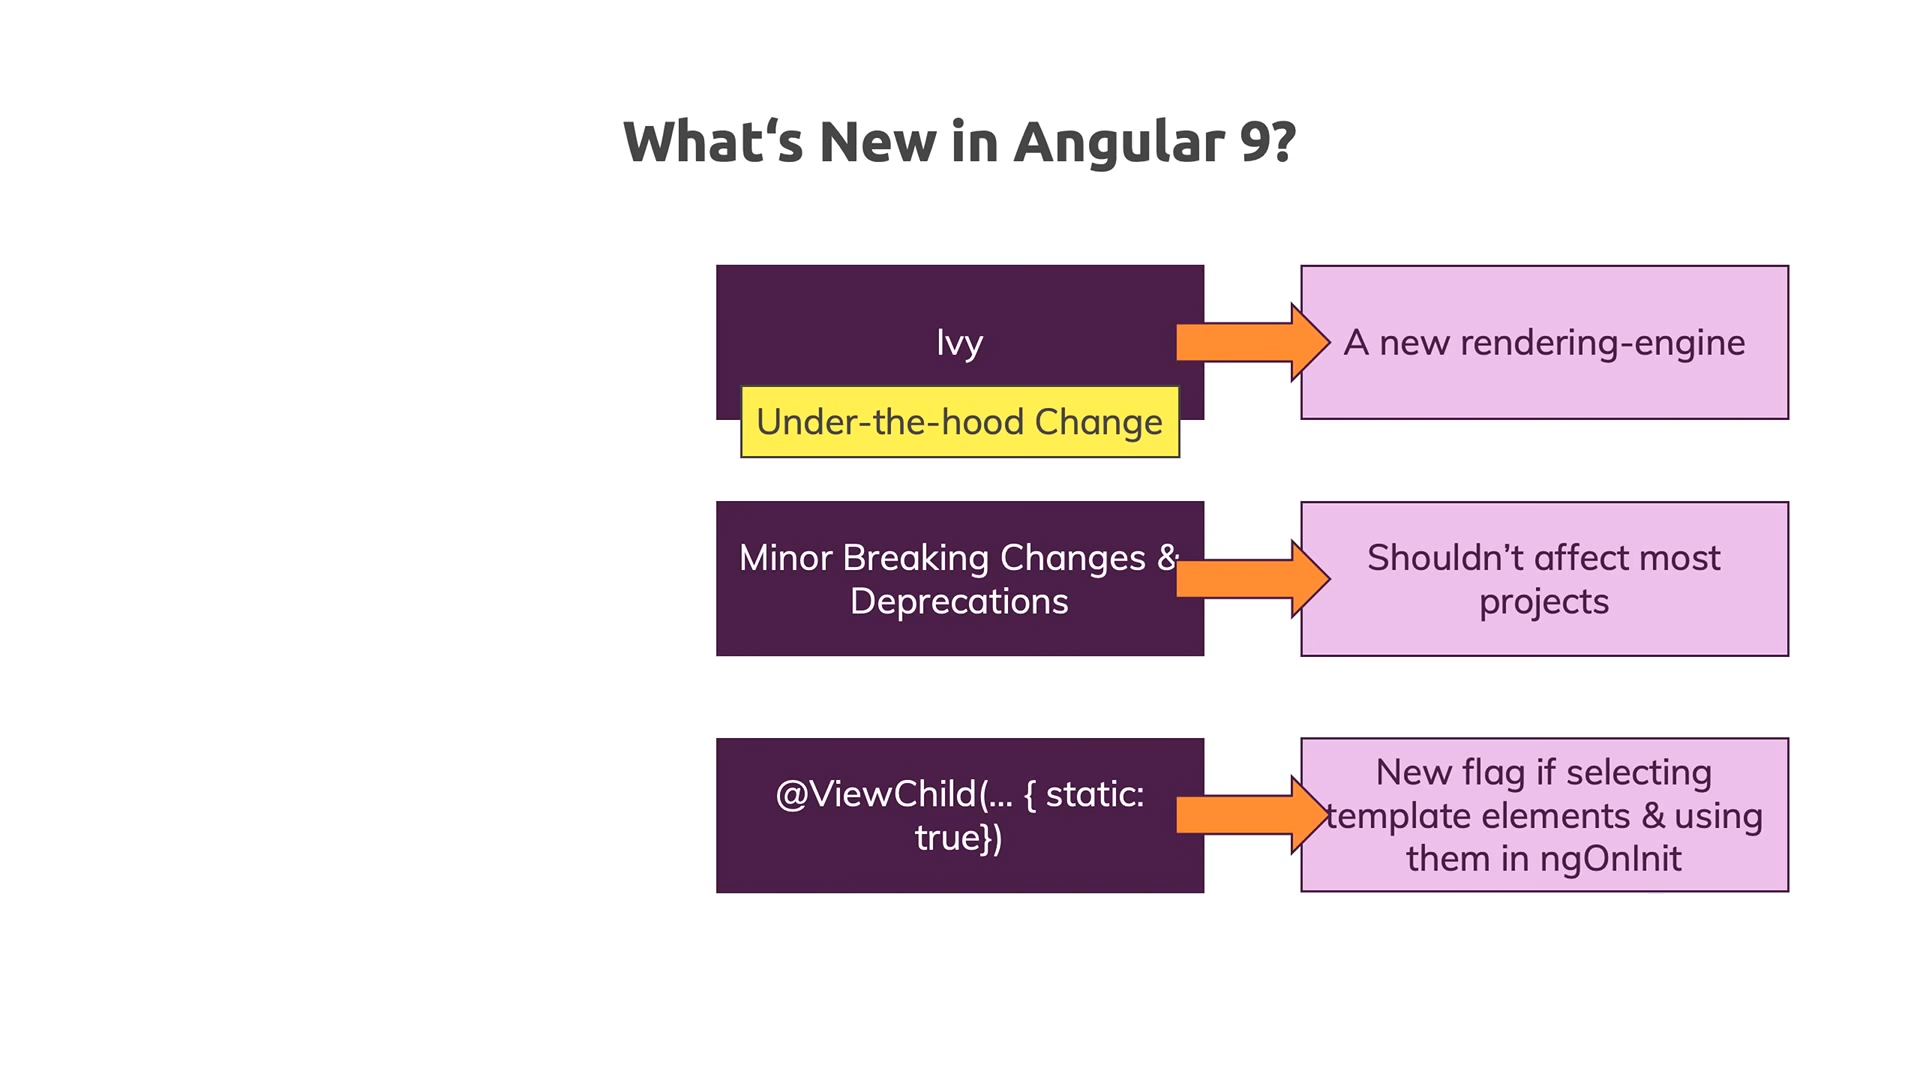 What‘s New in Angular 9?
Ivy
A new rendering-engine
Under-the-hood Change
Minor Breaking Changes &
Deprecations
Shouldn’t affect most
projects
@ViewChild(... { static:
true})
New flag if selecting
template elements & using
them in ngOnInit